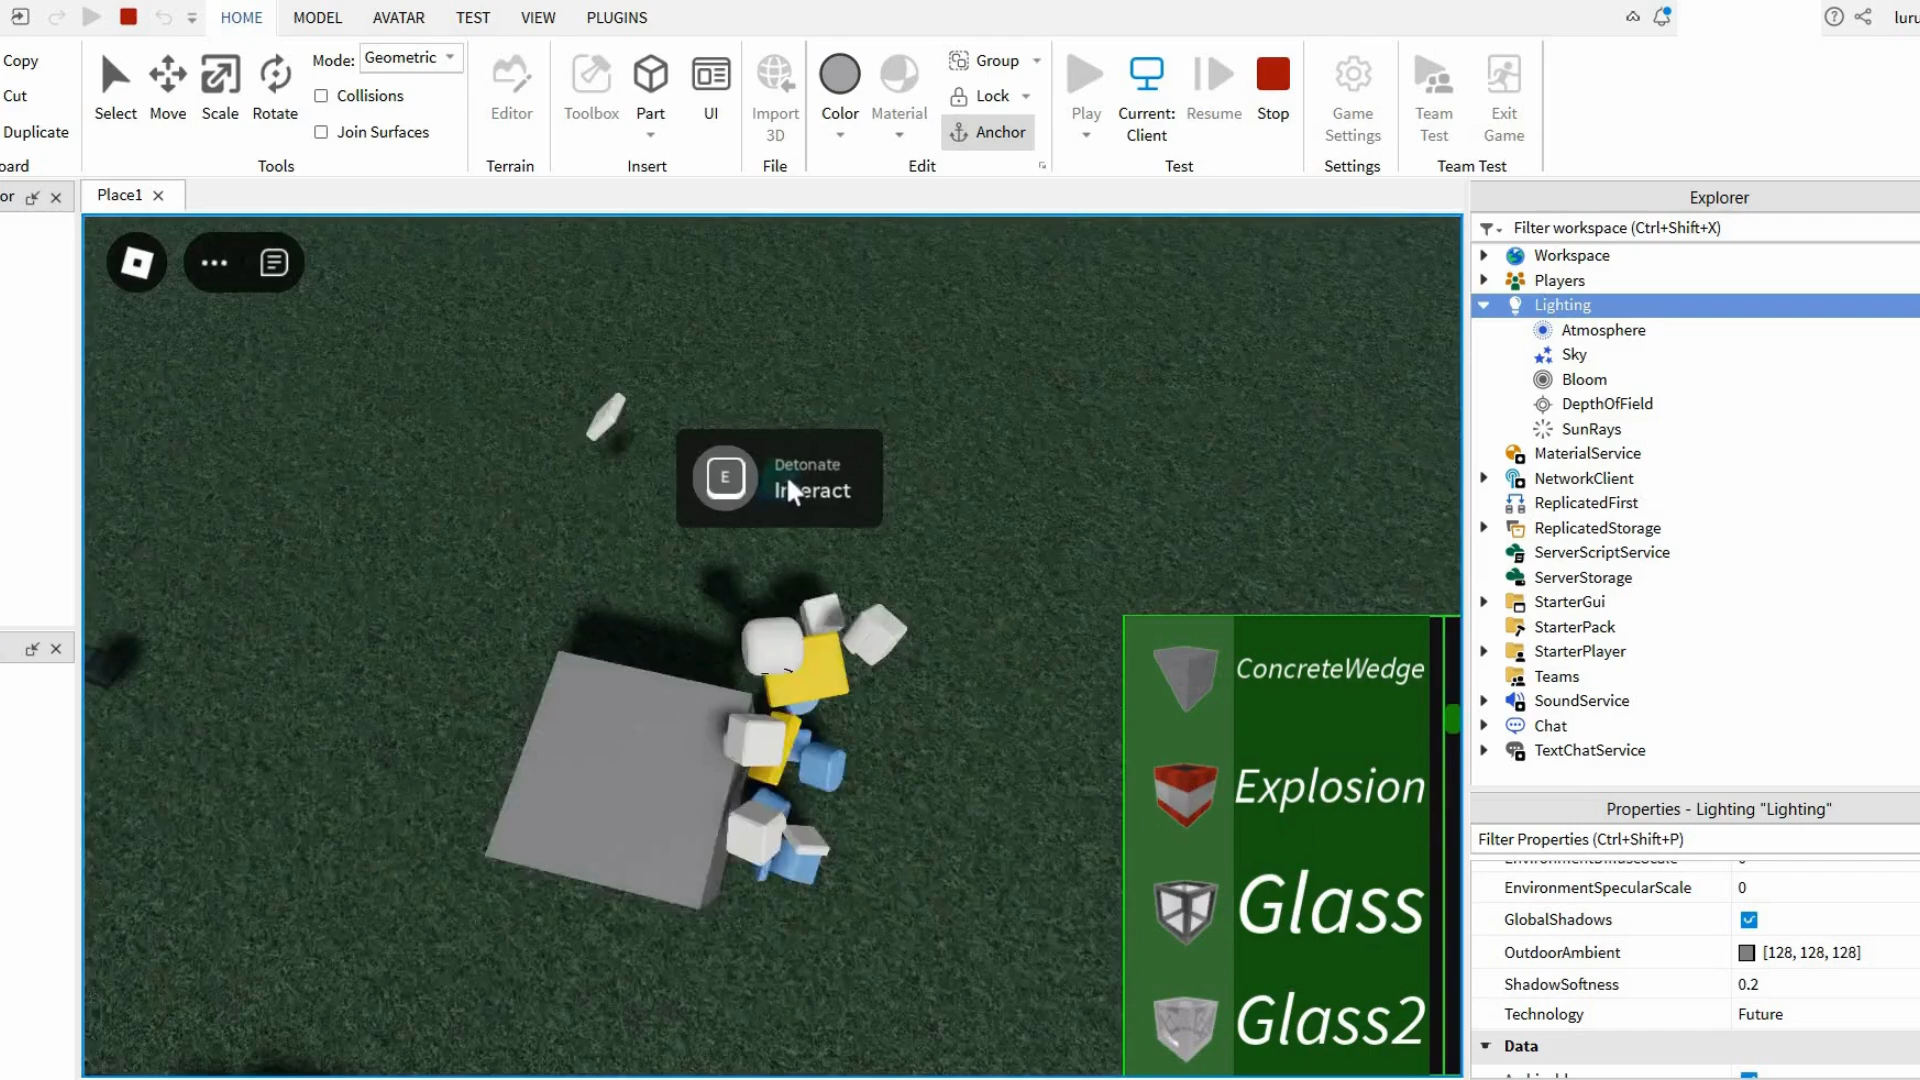 HOME MODEL AVATAR TEST VIEW PLUGINS
luru
Copy
Cut
Duplicate
oard
Select
Move
Scale
Rotate
Mode: Geometric
Collisions
Join Surfaces
Tools
Editor
Terrain
Toolbox
Part
UI
Insert
Import
3D
File
Color
Material
Group
Lock
Anchor
Edit
Play
Current:
Client
Resume
Stop
Test
Game
Settings
Settings
Team
Test
Exit
Game
Team Test
or
Place1
Detonate
E
Interact
ConcreteWedge
Explosion
Glass
Glass2
Explorer
Filter workspace (Ctrl+Shift+X)
Workspace
Players
Lighting
Atmosphere
Sky
Bloom
DepthOfField
SunRays
MaterialService
NetworkClient
ReplicatedFirst
ReplicatedStorage
ServerScriptService
ServerStorage
StarterGui
StarterPack
StarterPlayer
Teams
SoundService
Chat
TextChatService
Properties - Lighting "Lighting"
Filter Properties (Ctrl+Shift+P)
EnvironmentSpecularScale 0
GlobalShadows
OutdoorAmbient [128, 128, 128]
ShadowSoftness 0.2
Technology Future
Data